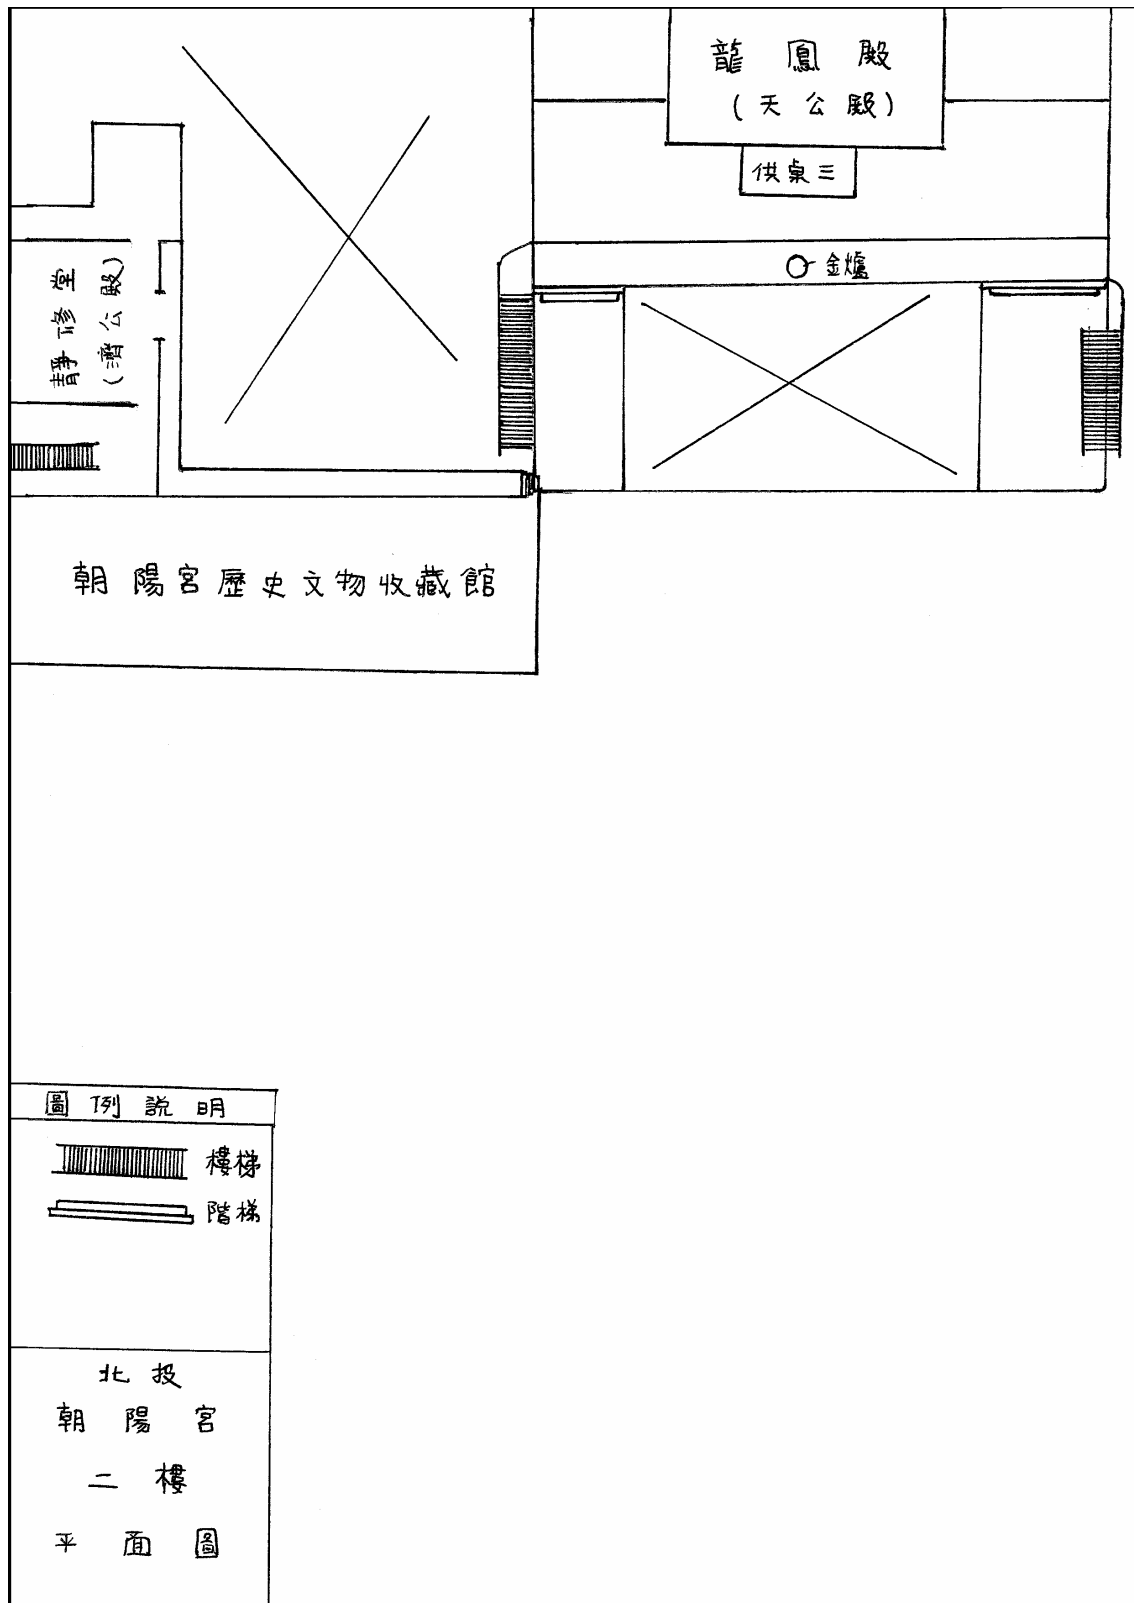 龍鳳殿
(天公殿)
供桌三
金爐
靜修堂
(濟公殿)
朝陽宮歷史文物收藏館
圖例說明
樓梯
階梯
北投
朝陽宮
二樓
平面圖